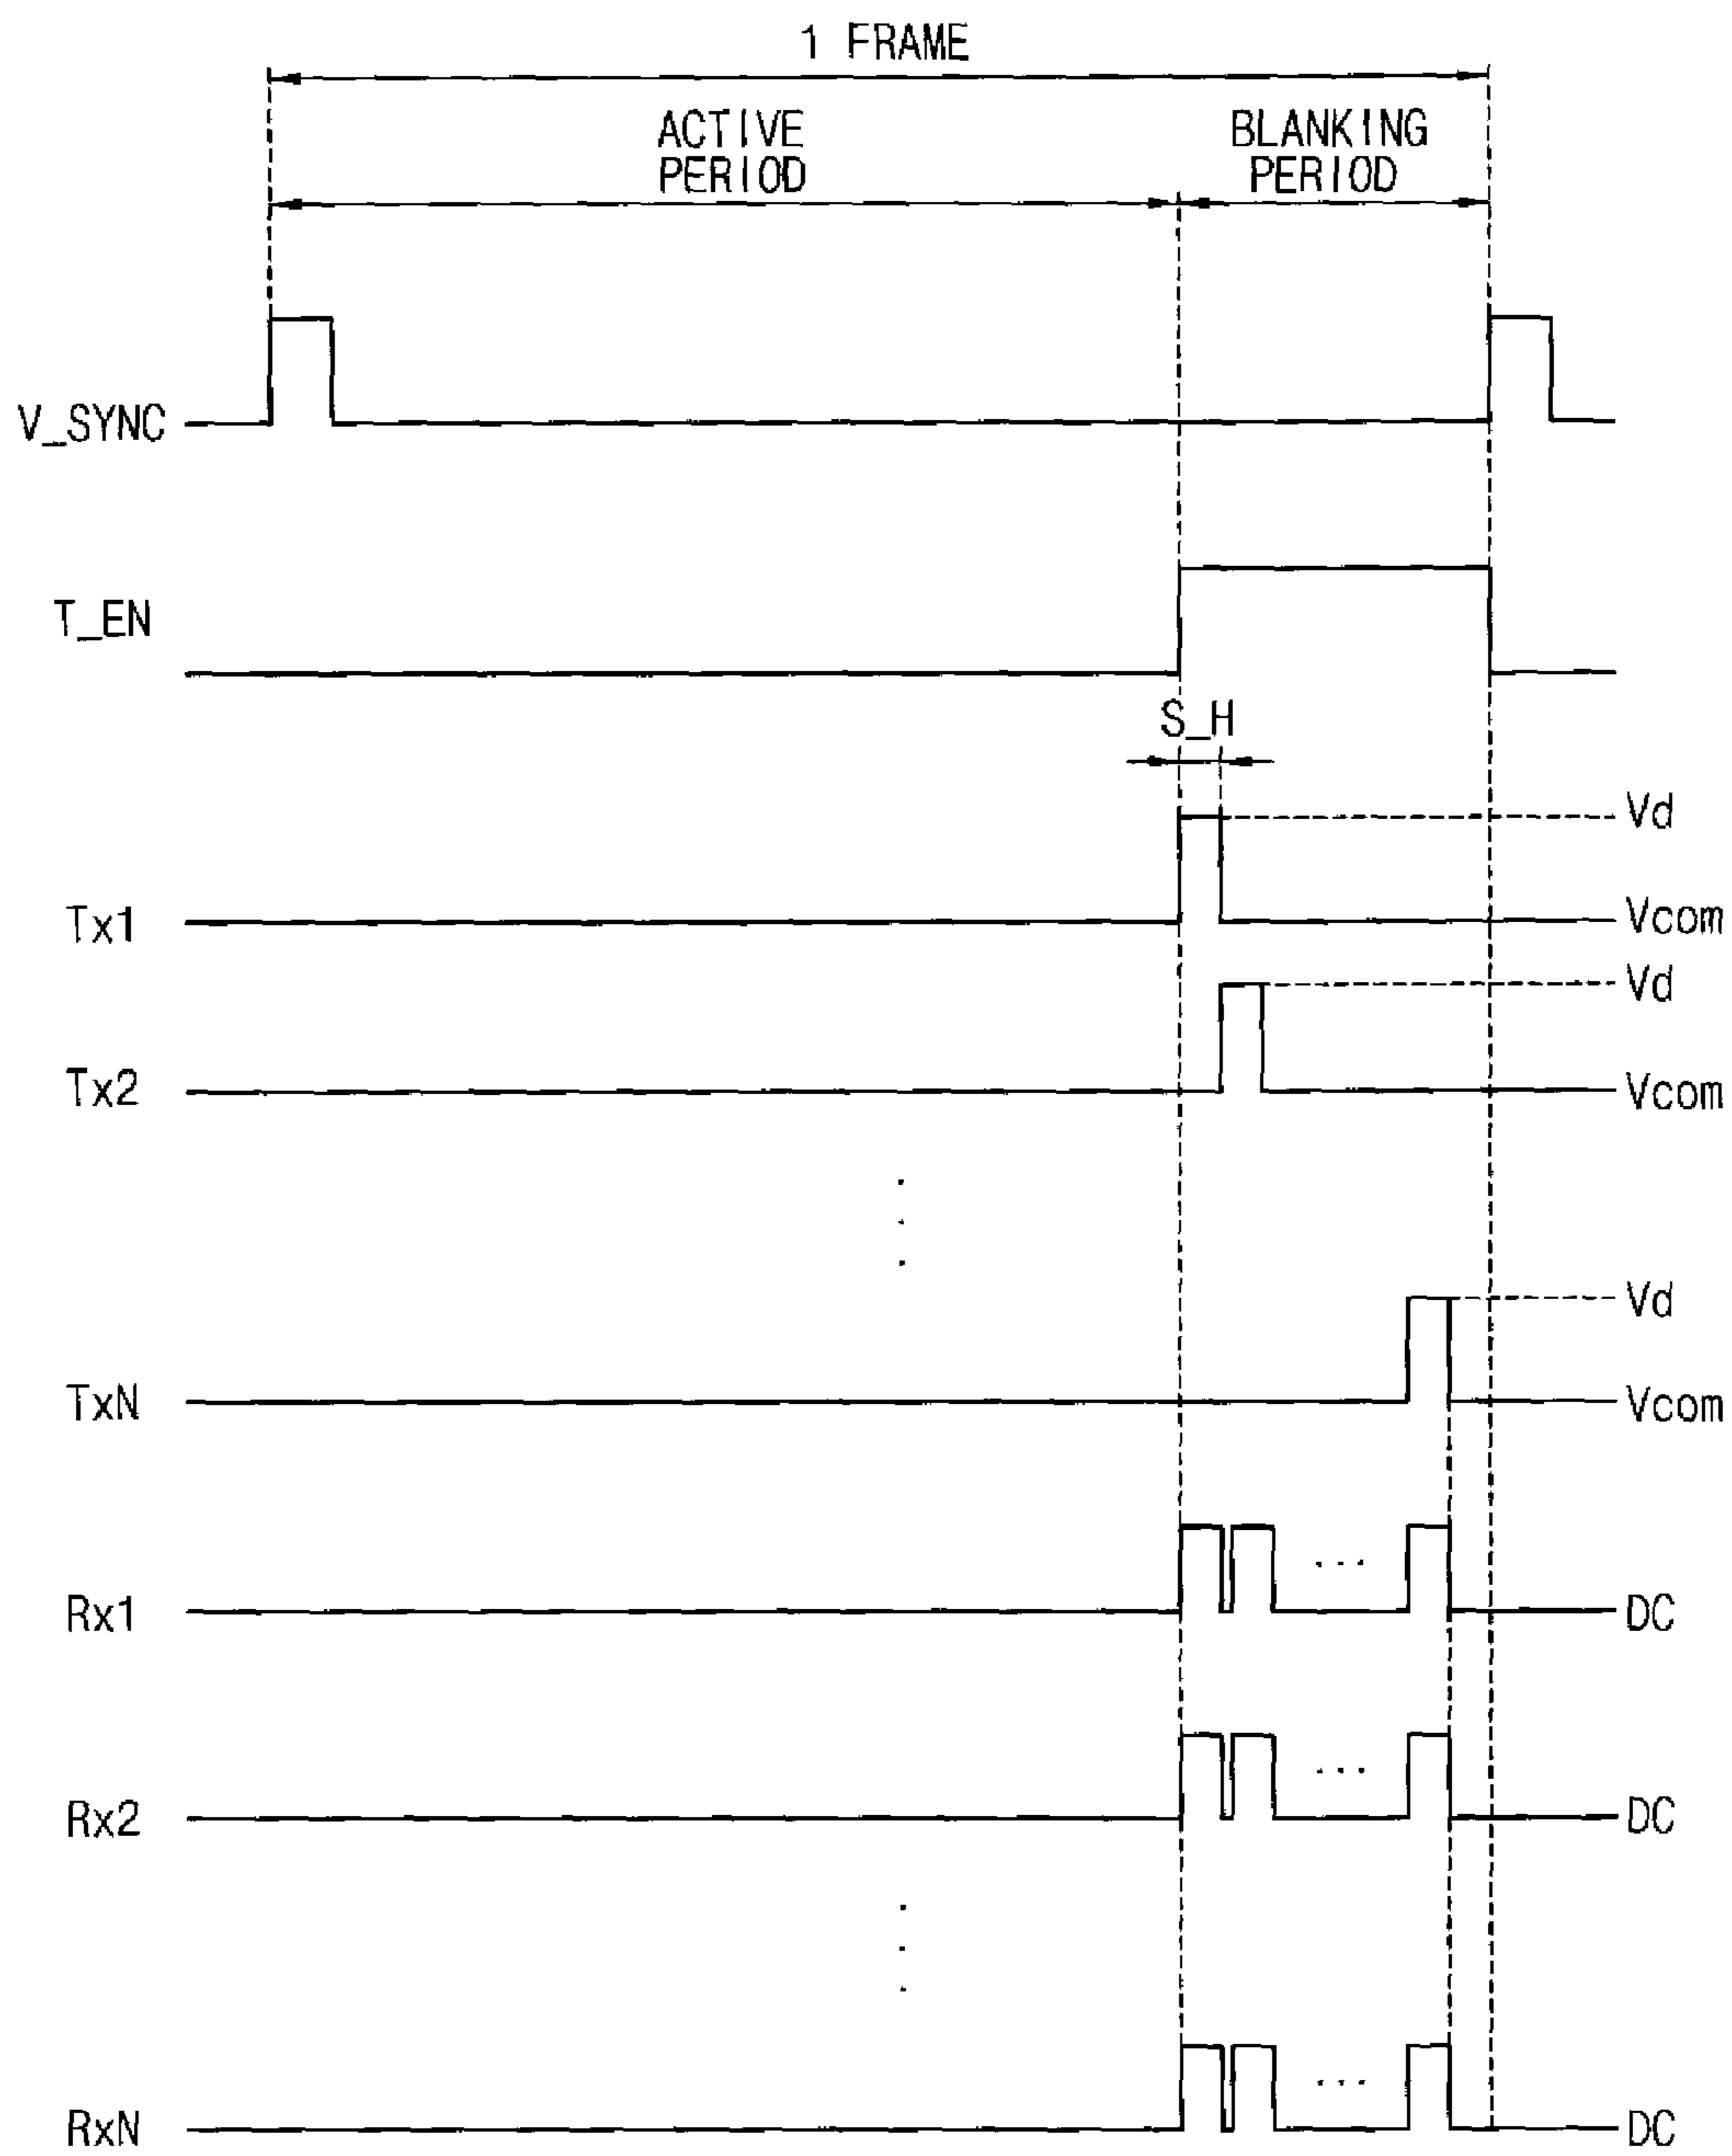 1 FRAME
ACTIVE
PERIOD
BLANKING
PERIOD
V_SYNC
T_EN
S_H
Vd
Tx1
Vcom
Vd
Tx2
Vcom
Vd
TxN
Vcom
Rx1
...
DC
Rx2
...
DC
RxN
...
DC